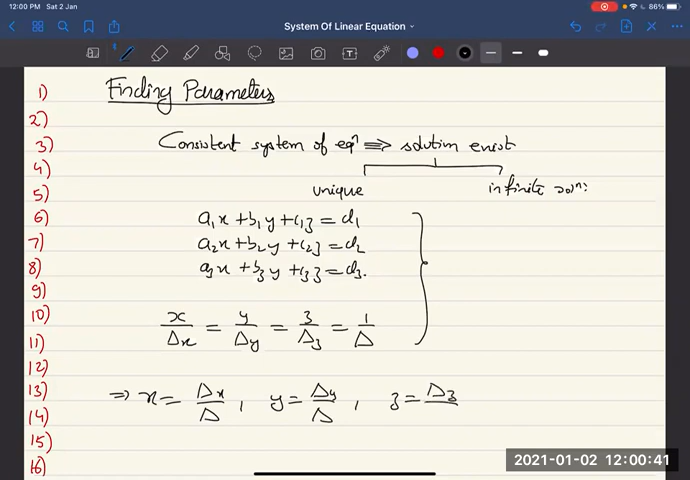 12:00 PM Sat 2 Jan
86%
System Of Linear Equation
1) Finding Parameters
2)
3) Consistent system of eqⁿ ⟹ solution exist
4)
5) unique infinite solⁿ:
6) a₁x + b₁y + c₁z = d₁
7) a₂x + b₂y + c₂z = d₂
8) a₃x + b₃y + c₃z = d₃.
9)
10) x/Δx = y/Δy = z/Δz = 1/Δ
11)
12)
13) ⇒ x = Δx/Δ , y = Δy/Δ , z = Δz/
14)
15)
16)
2021-01-02 12:00:41